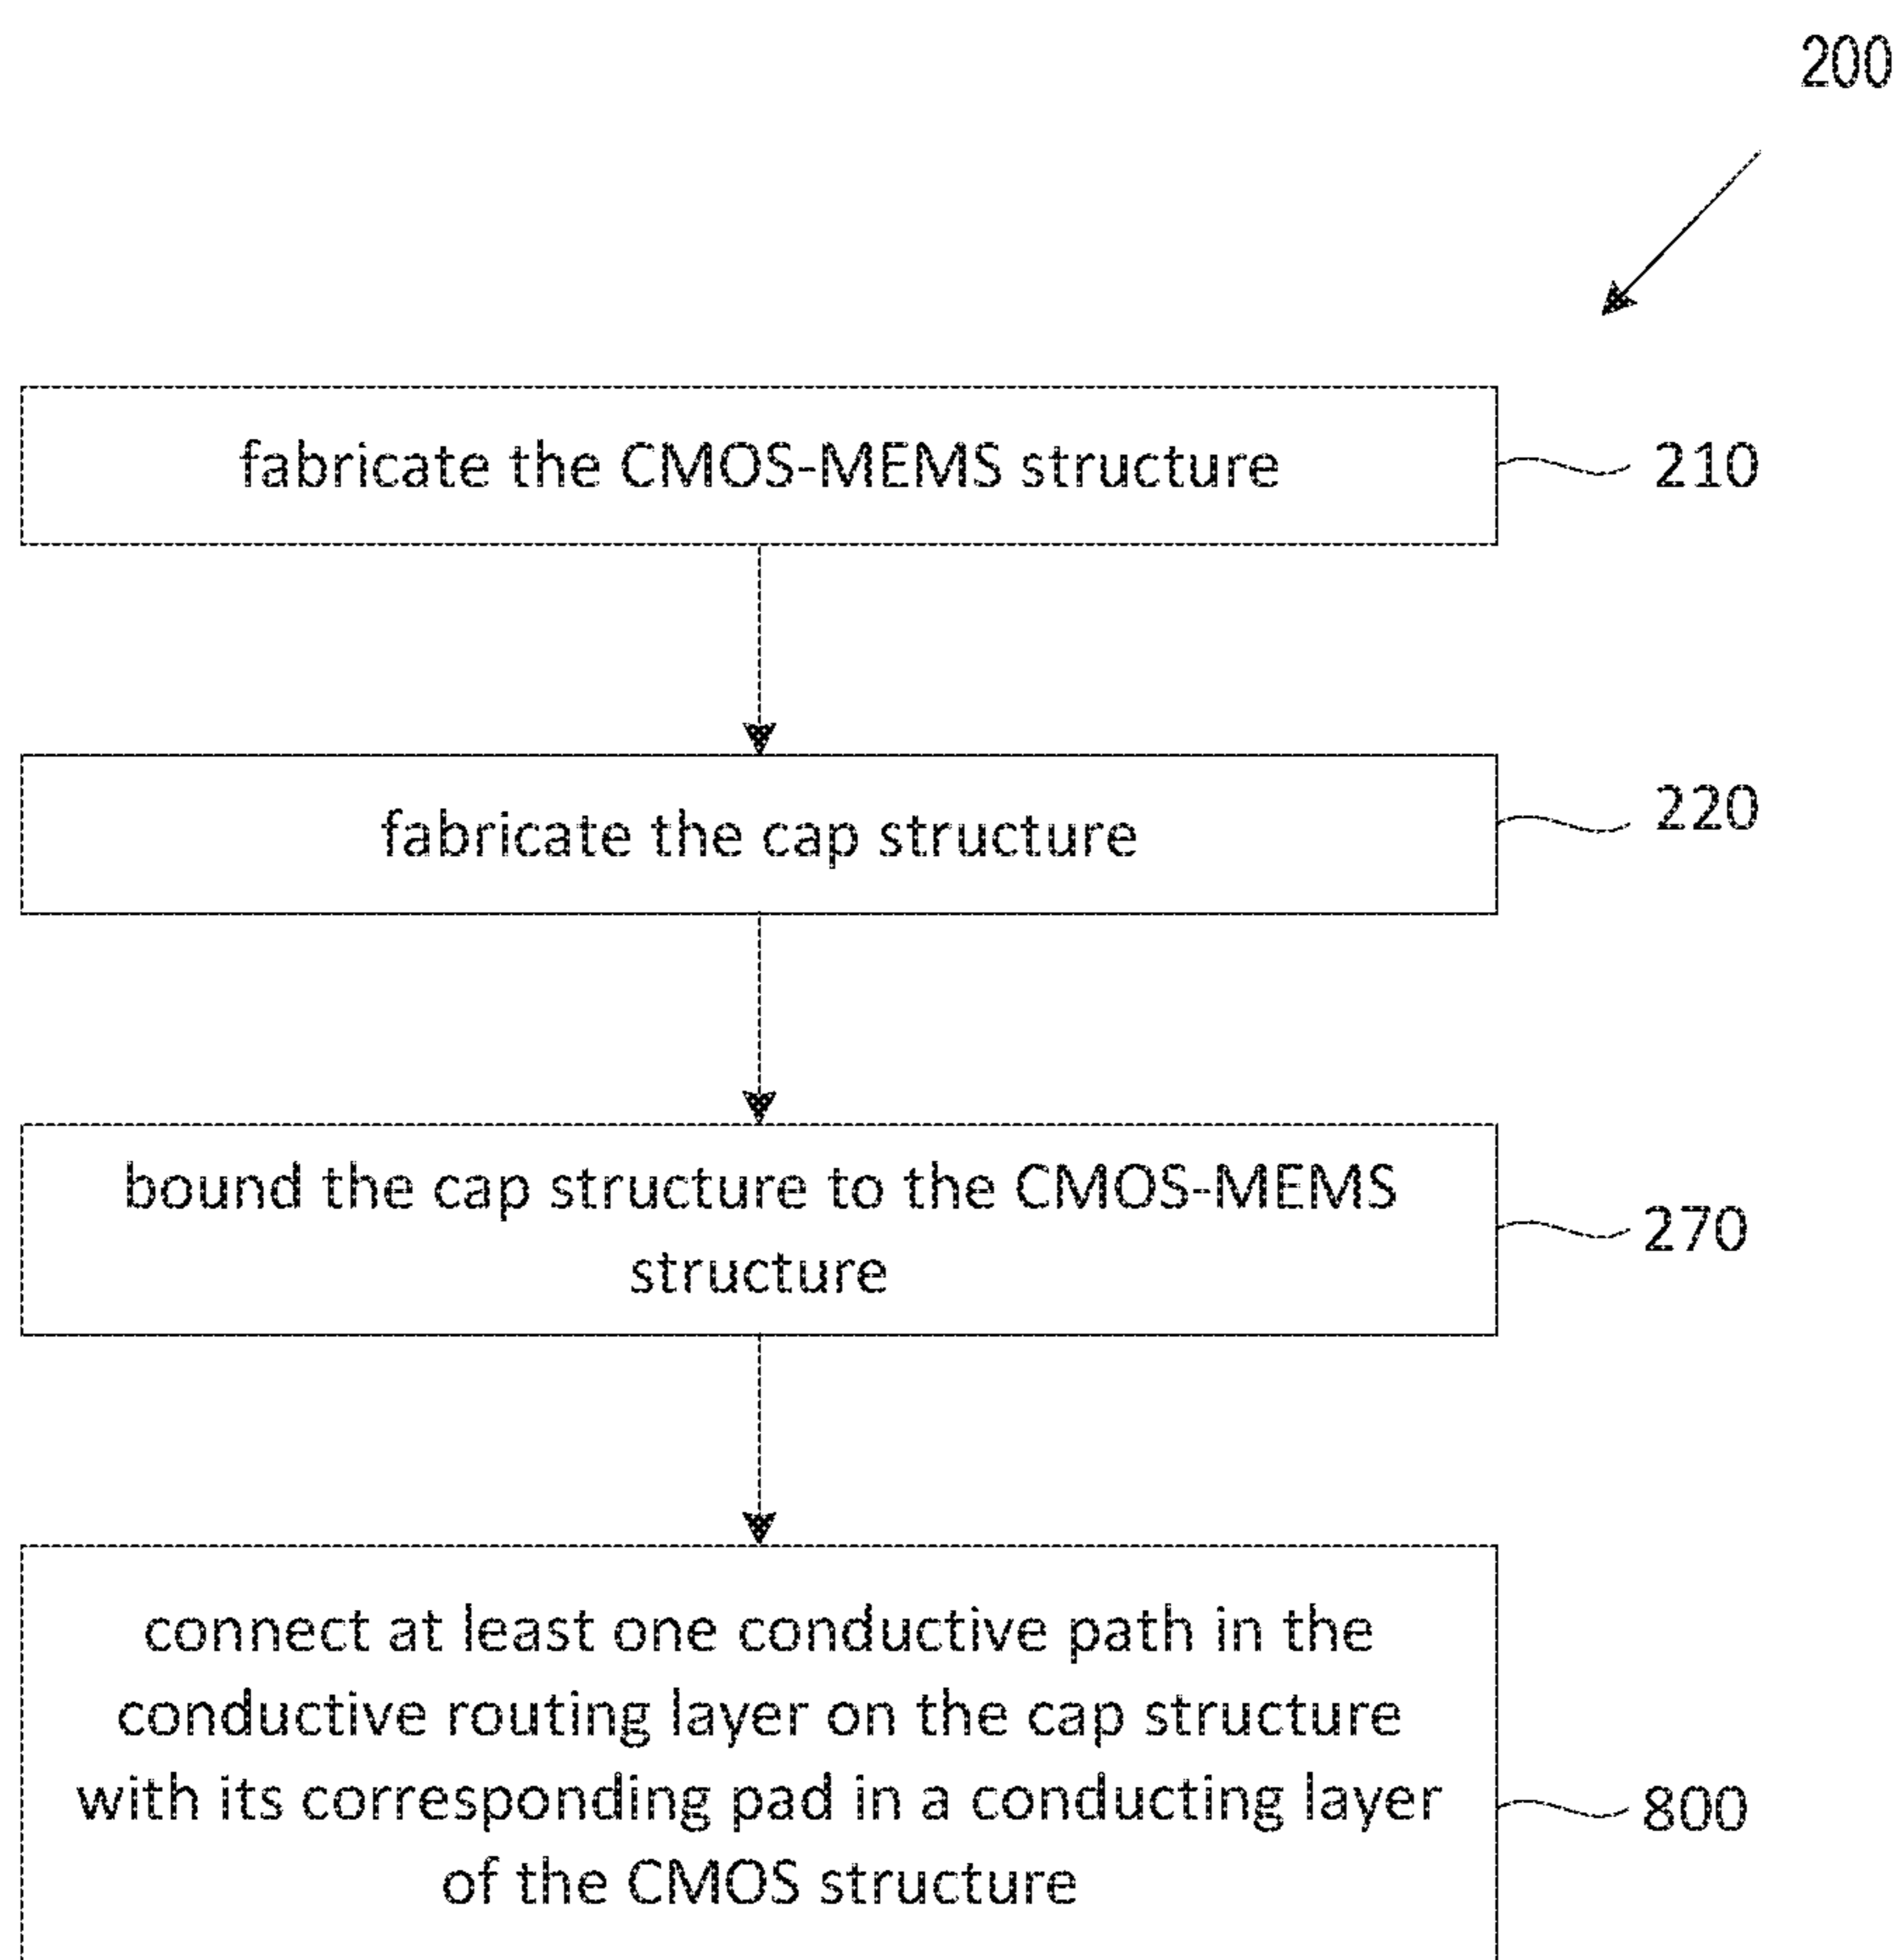 200
fabricate the CMOS-MEMS structure
210
fabricate the cap structure
220
bound the cap structure to the CMOS-MEMS
structure
270
connect at least one conductive path in the
conductive routing layer on the cap structure
with its corresponding pad in a conducting layer
of the CMOS structure
800